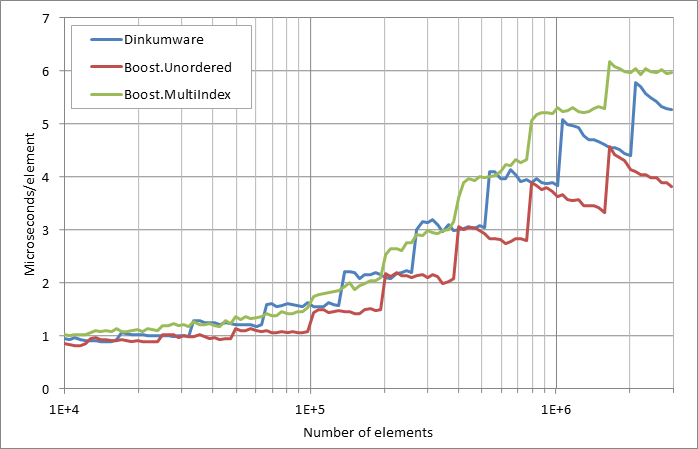 7
6
5
4
3
2
1
0
Microseconds/element
Dinkumware
Boost.Unordered
Boost.MultiIndex
1E+4 1E+5 1E+6
Number of elements